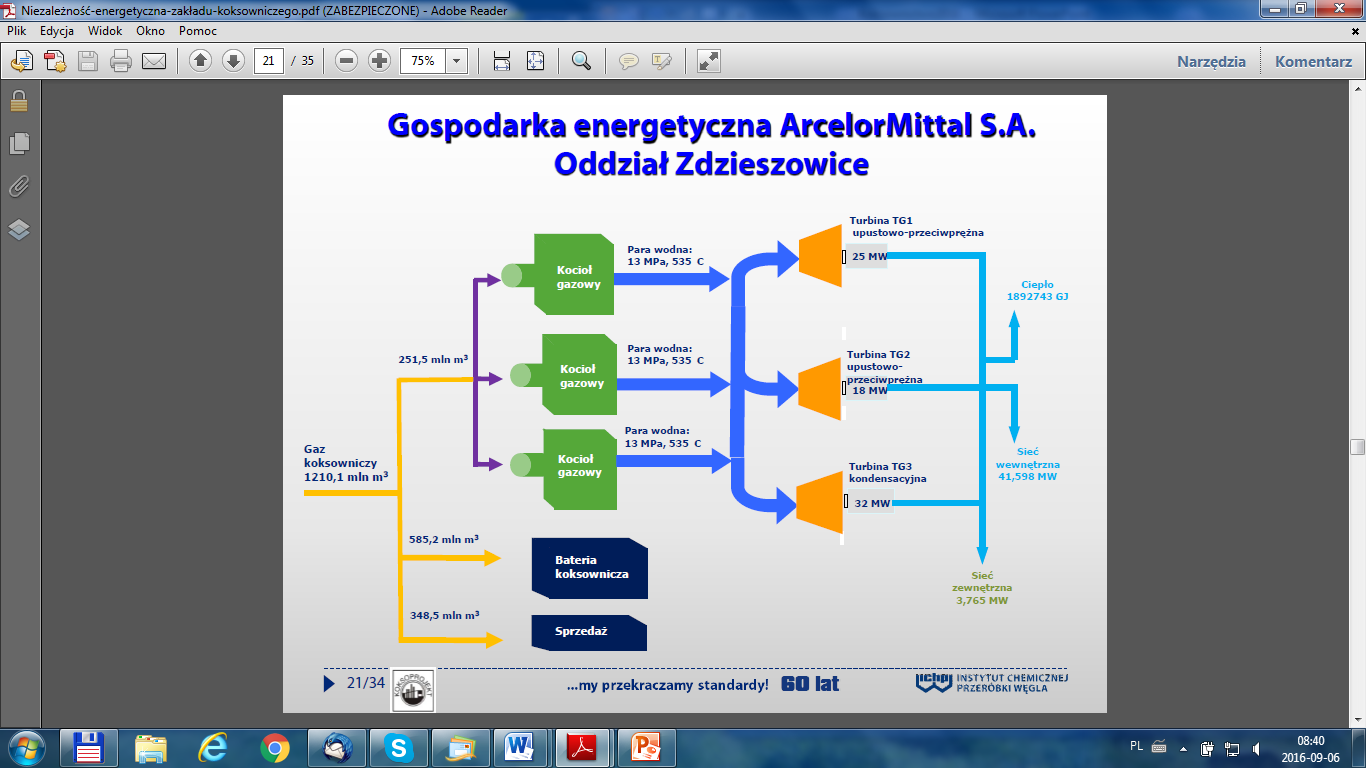 Niezależność-energetyczna-zakładu-koksowniczego.pdf (ZABEZPIECZONE) - Adobe Reader
Plik Edycja Widok Okno Pomoc
21 / 35
75%
Narzędzia Komentarz
Gospodarka energetyczna ArcelorMittal S.A.
Oddział Zdzieszowice
Gaz
koksowniczy
1210,1 mln m³
251,5 mln m³
585,2 mln m³
348,5 mln m³
Kocioł
gazowy
Kocioł
gazowy
Kocioł
gazowy
Bateria
koksownicza
Sprzedaż
Para wodna:
13 MPa, 535 C
Para wodna:
13 MPa, 535 C
Para wodna:
13 MPa, 535 C
Turbina TG1
upustowo-przeciwprężna
25 MW
Turbina TG2
upustowo-
przeciwprężna
18 MW
Turbina TG3
kondensacyjna
32 MW
Ciepło
1892743 GJ
Sieć
wewnętrzna
41,598 MW
Sieć
zewnętrzna
3,765 MW
21/34
KOKSOPROJEKT
...my przekraczamy standardy! 60 lat
ichpw INSTYTUT CHEMICZNEJ
PRZERÓBKI WĘGLA
PL
08:40
2016-09-06